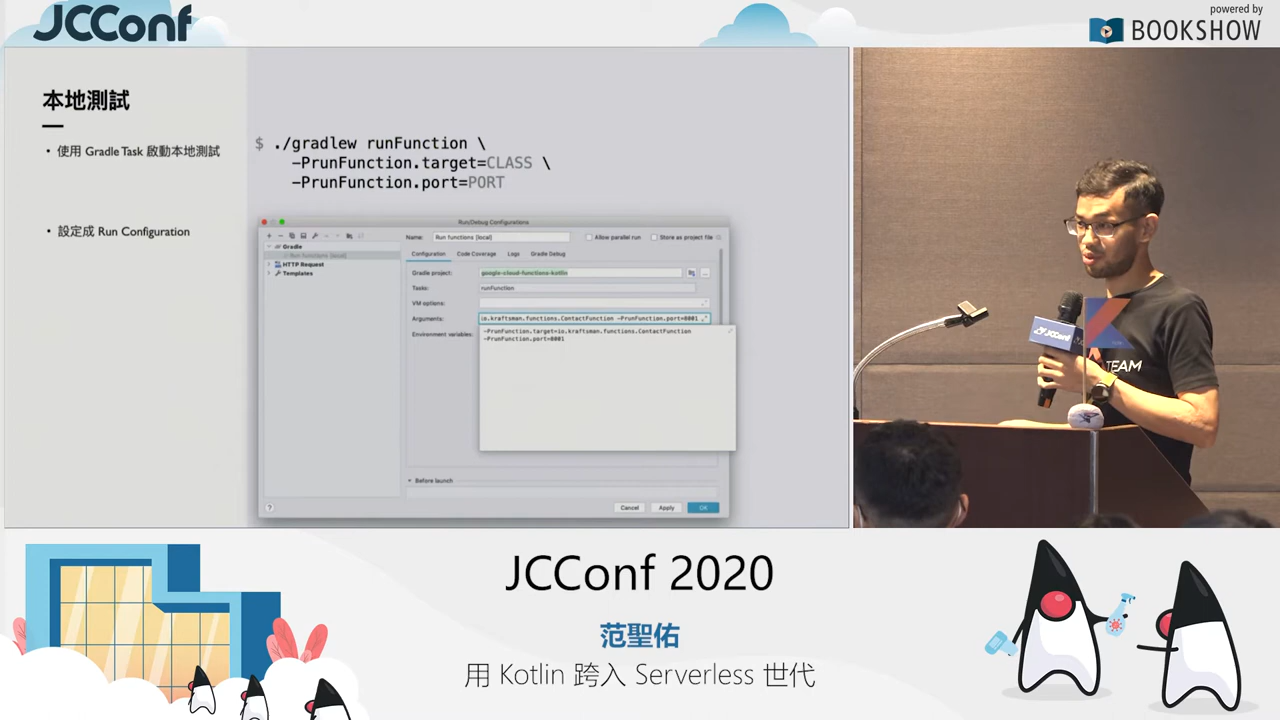 JCConf
powered by
BOOKSHOW
本地測試
• 使用 Gradle Task 啟動本地測試
• 設定成 Run Configuration
$ ./gradlew runFunction \
-PrunFunction.target=CLASS \
-PrunFunction.port=PORT
Run/Debug Configurations
Name: Run functions [local]
Allow parallel run
Store as project file
Gradle
Run functions [local]
HTTP Request
Templates
Configuration
Code Coverage
Logs
Gradle Debug
Gradle project: google-cloud-functions-kotlin
Tasks: runFunction
VM options:
Arguments: io.kraftsman.functions.ContactFunction -PrunFunction.port=8001
Environment variables:
-PrunFunction.target=io.kraftsman.functions.ContactFunction
-PrunFunction.port=8001
Before launch
?
Cancel
Apply
OK
JCConf
TEAM
JCConf 2020
范聖佑
用 Kotlin 跨入 Serverless 世代